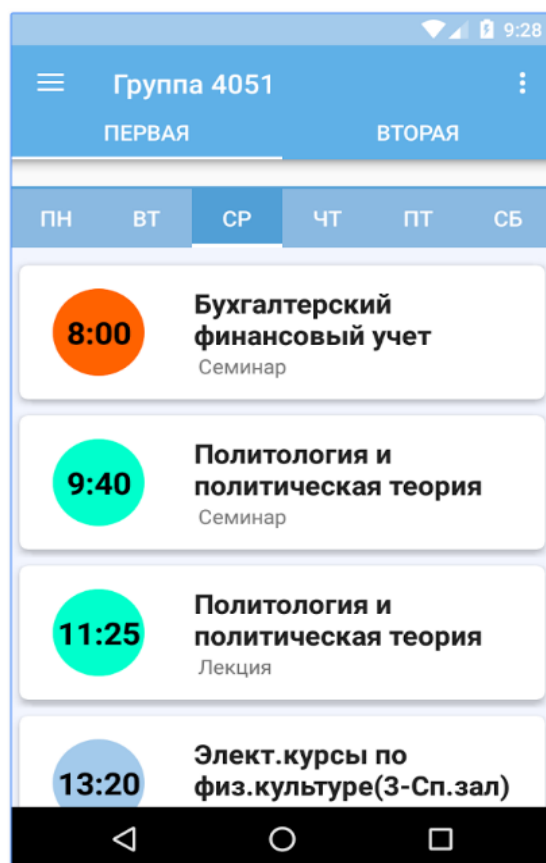 9:28
Группа 4051
ПЕРВАЯ ВТОРАЯ
ПН ВТ СР ЧТ ПТ СБ
8:00
Бухгалтерский
финансовый учет
Семинар
9:40
Политология и
политическая теория
Семинар
11:25
Политология и
политическая теория
Лекция
13:20
Элект.курсы по
физ.культуре(3-Сп.зал)